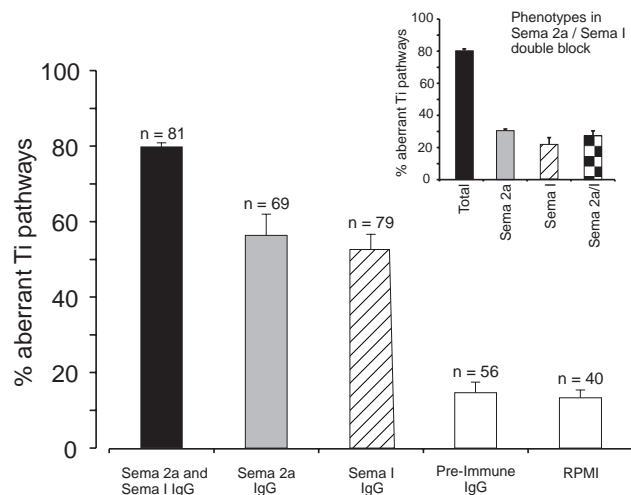 Phenotypes in
Sema 2a / Sema I
double block
% aberrant Ti pathways
100
80
60
40
20
0
Total
Sema 2a
Sema I
Sema 2a/I
% aberrant Ti pathways
100
80
60
40
20
0
n = 81
n = 69
n = 79
n = 56
n = 40
Sema 2a and
Sema I IgG
Sema 2a
IgG
Sema I
IgG
Pre-Immune
IgG
RPMI